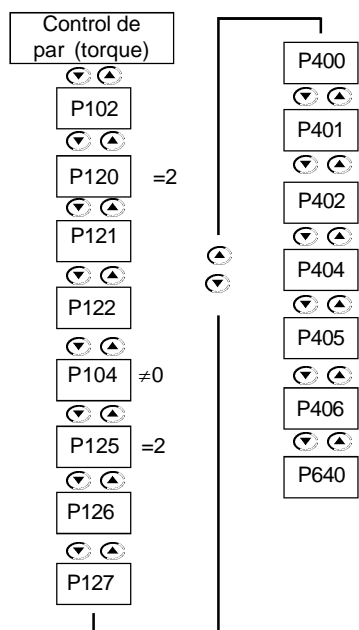 Control de
par (torque)
P102
P120 =2
P121
P122
P104 ≠0
P125 =2
P126
P127
P400
P401
P402
P404
P405
P406
P640